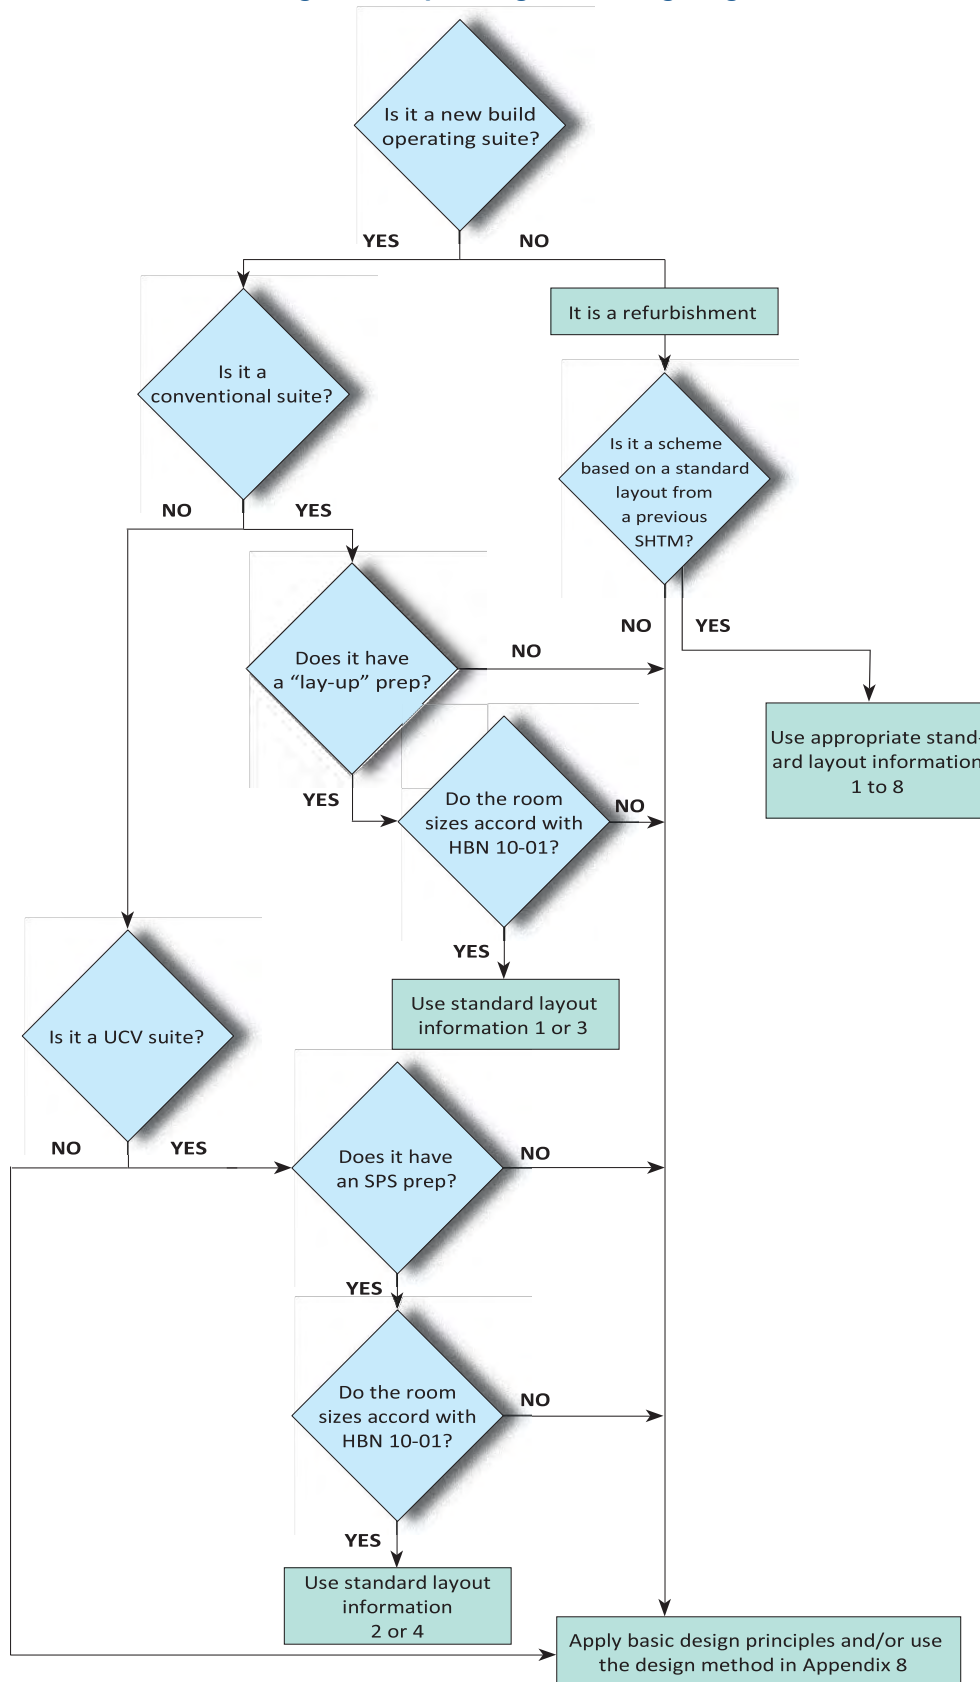 Is it a new build
operating suite?
YES
NO
It is a refurbishment
Is it a
conventional suite?
Is it a scheme
based on a standard
layout from
a previous
SHTM?
NO
YES
NO
YES
Does it have
a “lay-up” prep?
NO
Use appropriate stand-
ard layout information
1 to 8
YES
Do the room
sizes accord with
HBN 10-01?
NO
YES
Use standard layout
information 1 or 3
Is it a UCV suite?
NO
YES
Does it have
an SPS prep?
NO
YES
Do the room
sizes accord with
HBN 10-01?
NO
YES
Use standard layout
information
2 or 4
Apply basic design principles and/or use
the design method in Appendix 8